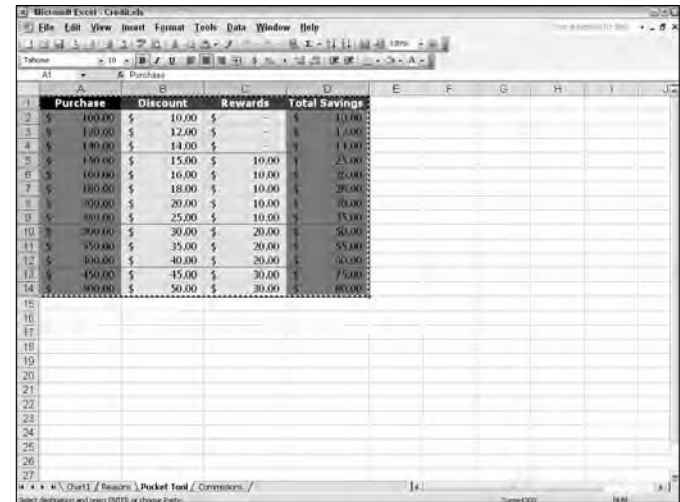 Microsoft Excel - Credit.xls
File Edit View Insert Format Tools Data Window Help
Tahoma 10 B I U $ %
A1 Purchase
A B C D E F G H I J
1 Purchase Discount Rewards Total Savings
2 $ 100.00 $ 10.00 $ - $ 10.00
3 $ 120.00 $ 12.00 $ - $ 12.00
4 $ 140.00 $ 14.00 $ - $ 14.00
5 $ 150.00 $ 15.00 $ 10.00 $ 25.00
6 $ 160.00 $ 16.00 $ 10.00 $
7 $ 180.00 $ 18.00 $ 10.00 $
8 $ 200.00 $ 20.00 $ 10.00 $ 30.00
9 $ $ 25.00 $ 10.00 $ 35.00
10 $ 300.00 $ 30.00 $ 20.00 $ 50.00
11 $ 350.00 $ 35.00 $ 20.00 $ 55.00
12 $ 400.00 $ 40.00 $ 20.00 $ 60.00
13 $ 450.00 $ 45.00 $ 30.00 $ 75.00
14 $ 500.00 $ 50.00 $ 30.00 $ 80.00
15
16
17
18
19
20
21
22
23
24
25
26
27
Chart1 / Reasons \ Pocket Tool / Commissions /
Select destination and press ENTER or choose Paste